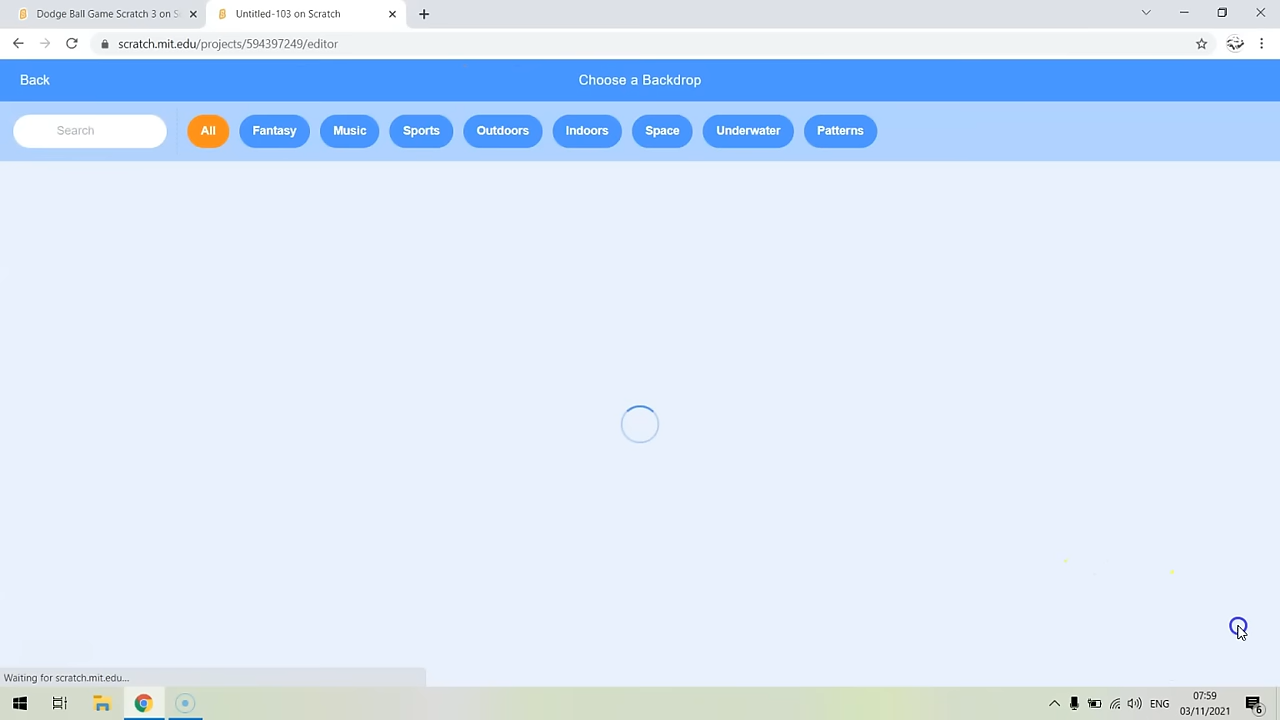 Dodge Ball Game Scratch 3 on S
Untitled-103 on Scratch
scratch.mit.edu/projects/594397249/editor
Back
Choose a Backdrop
Search
All
Fantasy
Music
Sports
Outdoors
Indoors
Space
Underwater
Patterns
Waiting for scratch.mit.edu...
ENG
07:59
03/11/2021
6